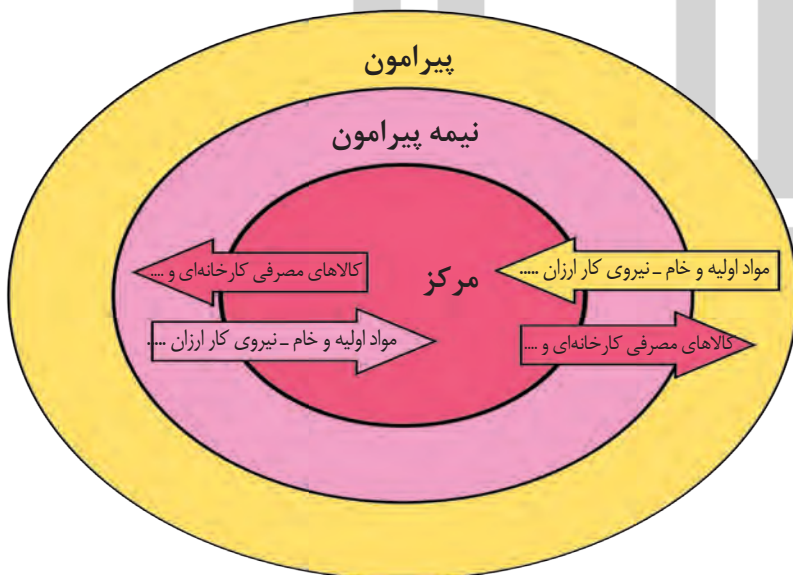 پیرامون
نیمه پیرامون
مواد اولیه و خام ـ نیروی کار ارزان .....
کالاهای مصرفی کارخانه‌ای و ....
مرکز
کالاهای مصرفی کارخانه‌ای و ....
مواد اولیه و خام ـ نیروی کار ارزان ....